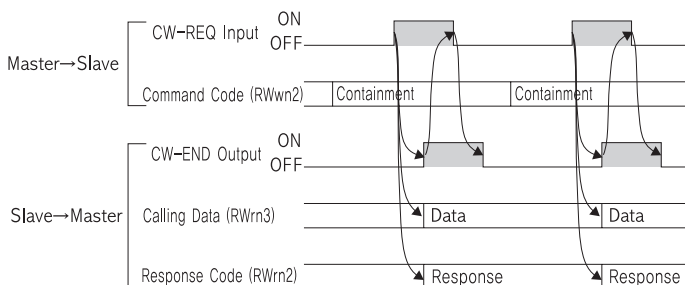 ON
CW-REQ Input
OFF
Master→Slave
Command Code (RWwn2)
Containment
Containment
ON
CW-END Output
OFF
Slave→Master
Calling Data (RWrn3)
Data
Data
Response Code (RWrn2)
Response
Response